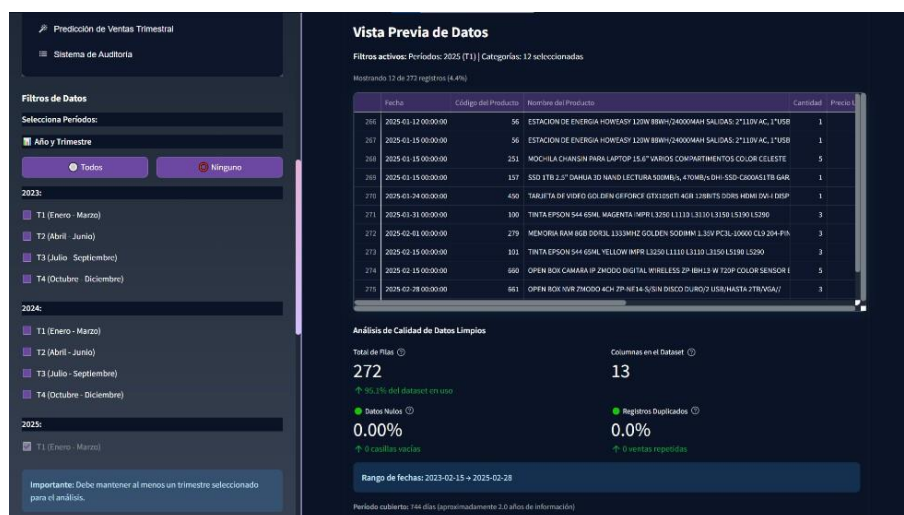 Predicción de Ventas Trimestral
Sistema de Auditoria
Filtros de Datos
Selecciona Períodos:
Año y Trimestre
Todos
Ninguno
2023:
T1 (Enero - Marzo)
T2 (Abril - Junio)
T3 (Julio - Septiembre)
T4 (Octubre - Diciembre)
2024:
T1 (Enero - Marzo)
T2 (Abril - Junio)
T3 (Julio - Septiembre)
T4 (Octubre - Diciembre)
2025:
T1 (Enero - Marzo)
Importante: Debe mantener al menos un trimestre seleccionado
para el análisis.
Vista Previa de Datos
Filtros activos: Períodos: 2025 (T1) | Categorías: 12 seleccionadas
Mostrando 12 de 272 registros (4.4%)
Fecha Código del Producto Nombre del Producto Cantidad Precio U
266 2025-01-12 00:00:00 56 ESTACION DE ENERGIA HOWEASY 120W 88WH/24000MAH SALIDAS: 2*110V AC, 1*USB 1
267 2025-01-15 00:00:00 56 ESTACION DE ENERGIA HOWEASY 120W 88WH/24000MAH SALIDAS: 2*110V AC, 1*USB 1
268 2025-01-15 00:00:00 251 MOCHILA CHANSIN PARA LAPTOP 15.6" VARIOS COMPARTIMENTOS COLOR CELESTE 5
269 2025-01-15 00:00:00 157 SSD 1TB 2.5" DAHUA 3D NAND LECTURA 500MB/s, 470MB/s DHI-SSD-C800AS1TB GAR 1
270 2025-01-24 00:00:00 450 TARJETA DE VIDEO GOLDEN GEFORCE GTX1050TI 4GB 128BITS DDR5 HDMI DVI-I DISP 1
271 2025-01-31 00:00:00 100 TINTA EPSON 544 65ML MAGENTA IMPR L3250 L1110 L3110 L3150 L5190 L5290 3
272 2025-02-01 00:00:00 279 MEMORIA RAM 8GB DDR3L 1333MHZ GOLDEN SODIMM 1.35V PC3L-10600 CL9 204-PIN 3
273 2025-02-15 00:00:00 101 TINTA EPSON 544 65ML YELLOW IMPR L3250 L1110 L3110 L3150 L5190 L5290 3
274 2025-02-15 00:00:00 660 OPEN BOX CAMARA IP ZMODO DIGITAL WIRELESS ZP-IBH13-W 720P COLOR SENSOR 5
275 2025-02-28 00:00:00 661 OPEN BOX NVR ZMODO 4CH ZP-NE14-S/SIN DISCO DURO/2 USB/HASTA 2TB/VGA// 3
Análisis de Calidad de Datos Limpios
Total de Filas
Columnas en el Dataset
272
13
95.1% del dataset en uso
Datos Nulos
Registros Duplicados
0.00%
0.0%
0 casillas vacías
0 ventas repetidas
Rango de fechas: 2023-02-15 → 2025-02-28
Período cubierto: 744 días (aproximadamente 2.0 años de información)